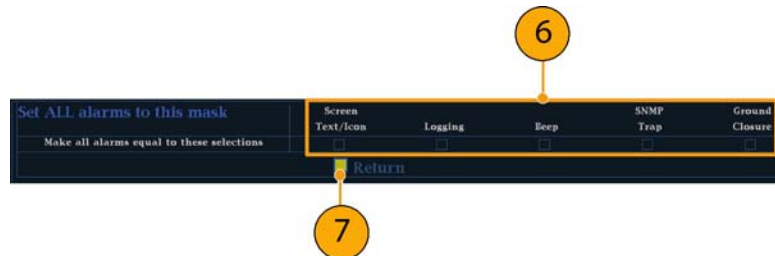 6
Set ALL alarms to this mask
Screen Text/Icon
Logging
Beep
SNMP Trap
Ground Closure
Make all alarms equal to these selections
Return
7